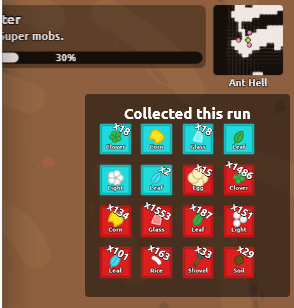 ter
Super mobs.
30%
Ant Hell
Collected this run
x18 x18
Clover Corn Glass Leaf
x2 x15 x1486
Light Leaf Egg Clover
x134 x1553 x187 x151
Corn Glass Leaf Light
x101 x163 x33 x29
Leaf Rice Shovel Soil